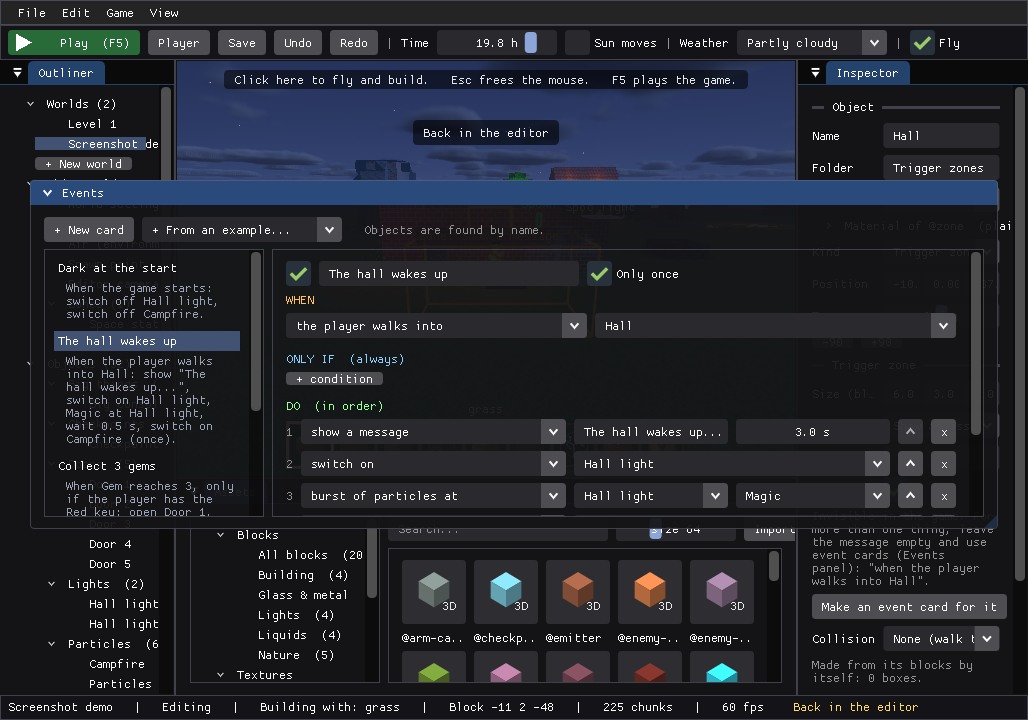 File Edit Game View
Play (F5) Player Save Undo Redo | Time 19.8 h Sun moves | Weather Partly cloudy | Fly
Outliner
Click here to fly and build. Esc frees the mouse. F5 plays the game.
Inspector
Worlds (2)
Level 1
Screenshot de
+ New world
Back in the editor
Object
Name Hall
Folder Trigger zones
Events
+ New card + From an example... Objects are found by name.
Dark at the start
When the game starts:
switch off Hall light,
switch off Campfire.
The hall wakes up
When the player walks
into Hall: show "The
hall wakes up...",
switch on Hall light,
Magic at Hall light,
wait 0.5 s, switch on
Campfire (once).
Collect 3 gems
When Gem reaches 3, only
if the player has the
Red key: open Door 1.
The hall wakes up Only once
WHEN
the player walks into Hall
ONLY IF (always)
+ condition
DO (in order)
1 show a message The hall wakes up... 3.0 s x
2 switch on Hall light x
3 burst of particles at Hall light Magic x
Material of @zone
Trigger zone
grass
Door 4
Door 5
Lights (2)
Hall light
Hall light
Particles (6
Campfire
Particles
Blocks
All blocks (20
Building (4)
Glass & metal
Lights (4)
Liquids (4)
Nature (5)
Textures
Search...
3D 3D 3D 3D 3D
@arm-ca.. @checkp.. @emitter @enemy-.. @enemy-..
more than one thing, leave
the message empty and use
event cards (Events
panel): "when the player
walks into Hall".
Make an event card for it
Collision None (walk t
Made from its blocks by
itself: 0 boxes.
Screenshot demo | Editing | Building with: grass | Block -11 2 -48 | 225 chunks | 60 fps Back in the editor